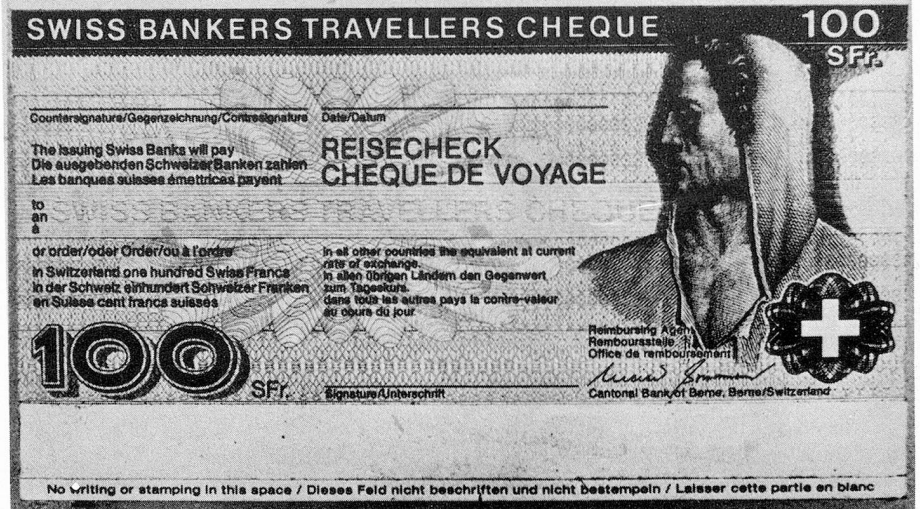 SWISS BANKERS TRAVELLERS CHEQUE 100
SFr.
Countersignature/Gegenzeichnung/Contresignature Date/Datum
The issuing Swiss Banks will pay
Die ausgebenden Schweizer Banken zahlen
Les banques suisses émettrices payent
REISECHECK
CHEQUE DE VOYAGE
to
an
à
SWISS BANKERS TRAVELLERS CHEQUE
or order/oder Order/ou à l'ordre
in Switzerland one hundred Swiss Francs
in der Schweiz einhundert Schweizer Franken
en Suisse cent francs suisses
in all other countries the equivalent at current
rate of exchange.
in allen übrigen Ländern den Gegenwert
zum Tageskurs.
dans tous les autres pays la contre-valeur
au cours du jour.
100 SFr.
Signature/Unterschrift
Reimbursing Agent
Remboursstelle
Office de remboursement
Cantonal Bank of Berne, Berne/Switzerland
No writing or stamping in this space / Dieses Feld nicht beschriften und nicht bestempeln / Laisser cette partie en blanc